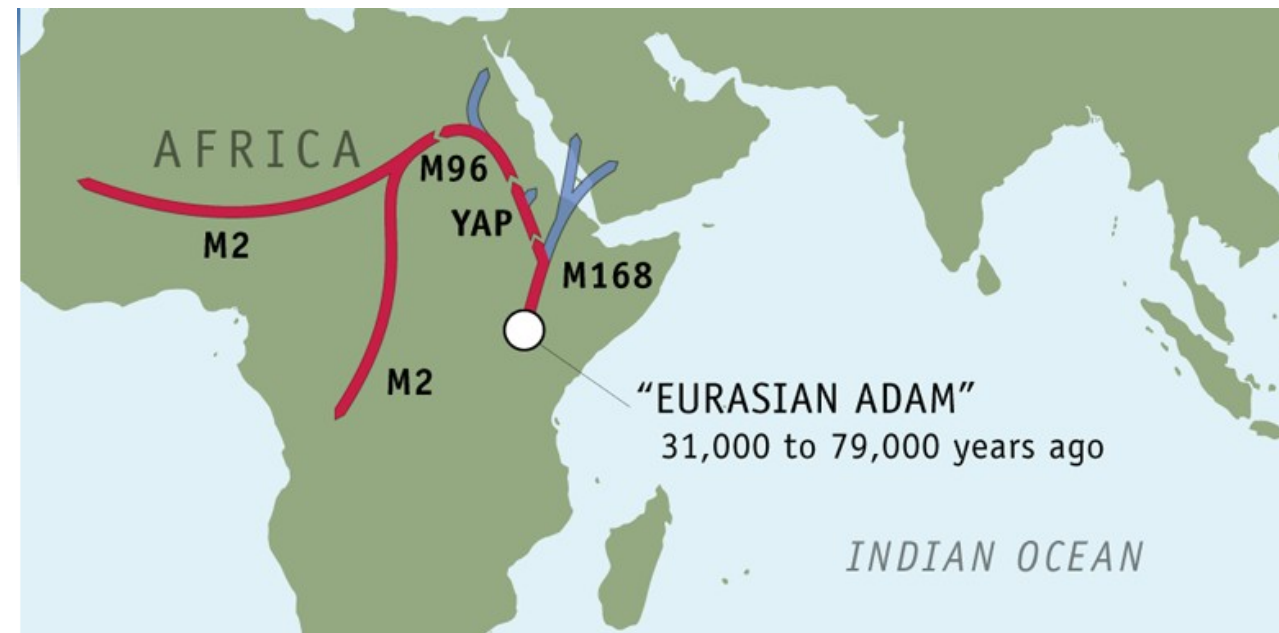 AFRICA
M96
YAP
M2
M168
M2
“EURASIAN ADAM”
31,000 to 79,000 years ago
INDIAN OCEAN